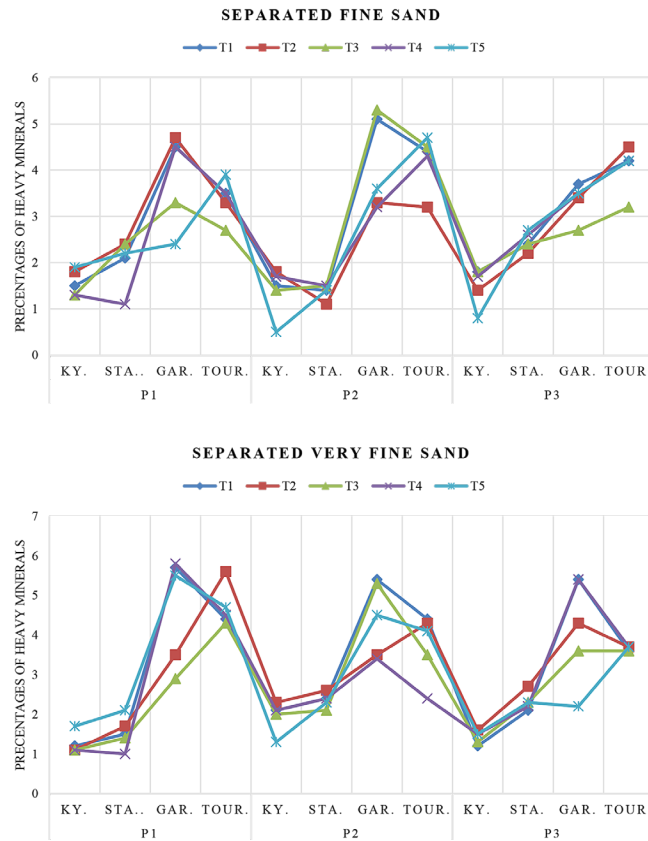 SEPARATED FINE SAND
T1 T2 T3 T4 T5
PRECENTAGES OF HEAVY MINERALS
6
5
4
3
2
1
0
KY. STA.. GAR. TOUR. KY. STA. GAR. TOUR. KY. STA. GAR. TOUR
P1 P2 P3
SEPARATED VERY FINE SAND
T1 T2 T3 T4 T5
PRECENTAGES OF HEAVY MINERALS
7
6
5
4
3
2
1
0
KY. STA.. GAR. TOUR. KY. STA. GAR. TOUR. KY. STA. GAR. TOUR
P1 P2 P3